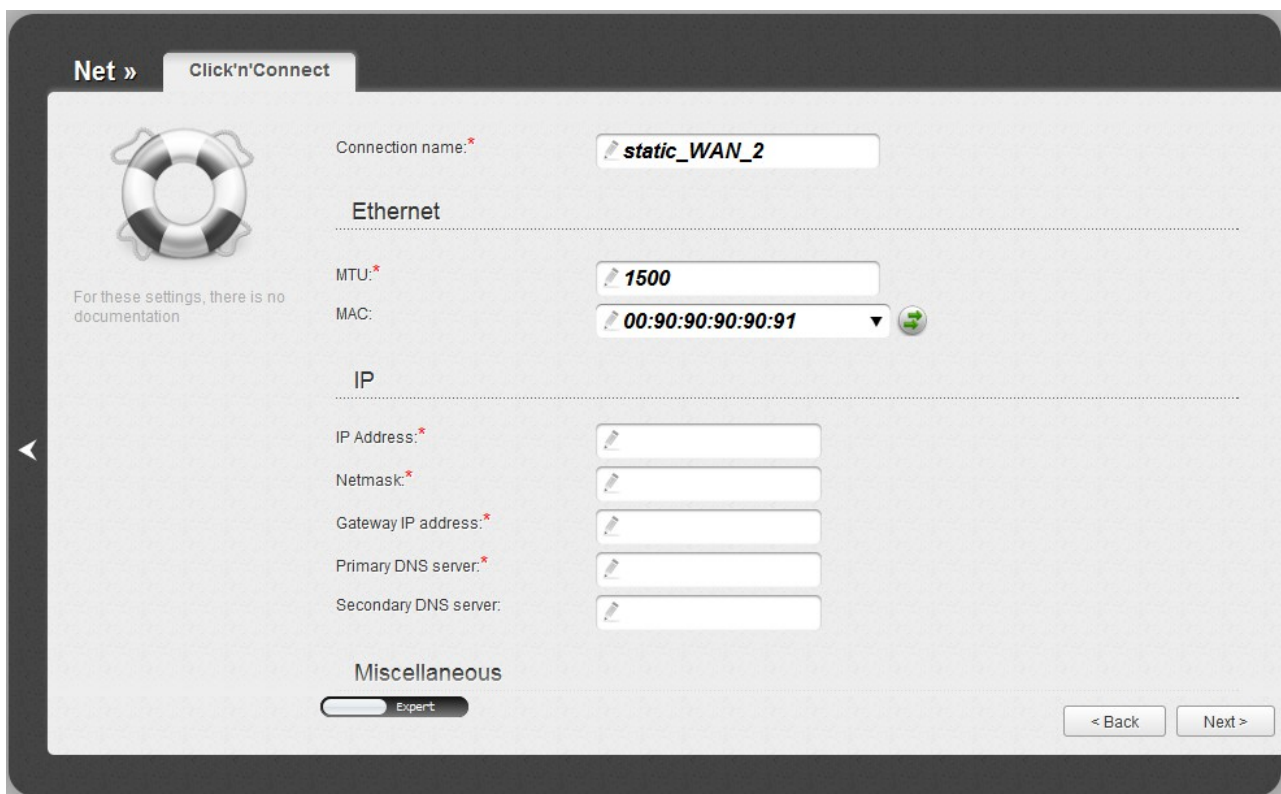 Net »
Click'n'Connect
For these settings, there is no
documentation
Connection name:*
static_WAN_2
Ethernet
MTU:*
1500
MAC:
00:90:90:90:90:91
IP
IP Address:*
Netmask:*
Gateway IP address:*
Primary DNS server:*
Secondary DNS server:
Miscellaneous
Expert
< Back
Next >